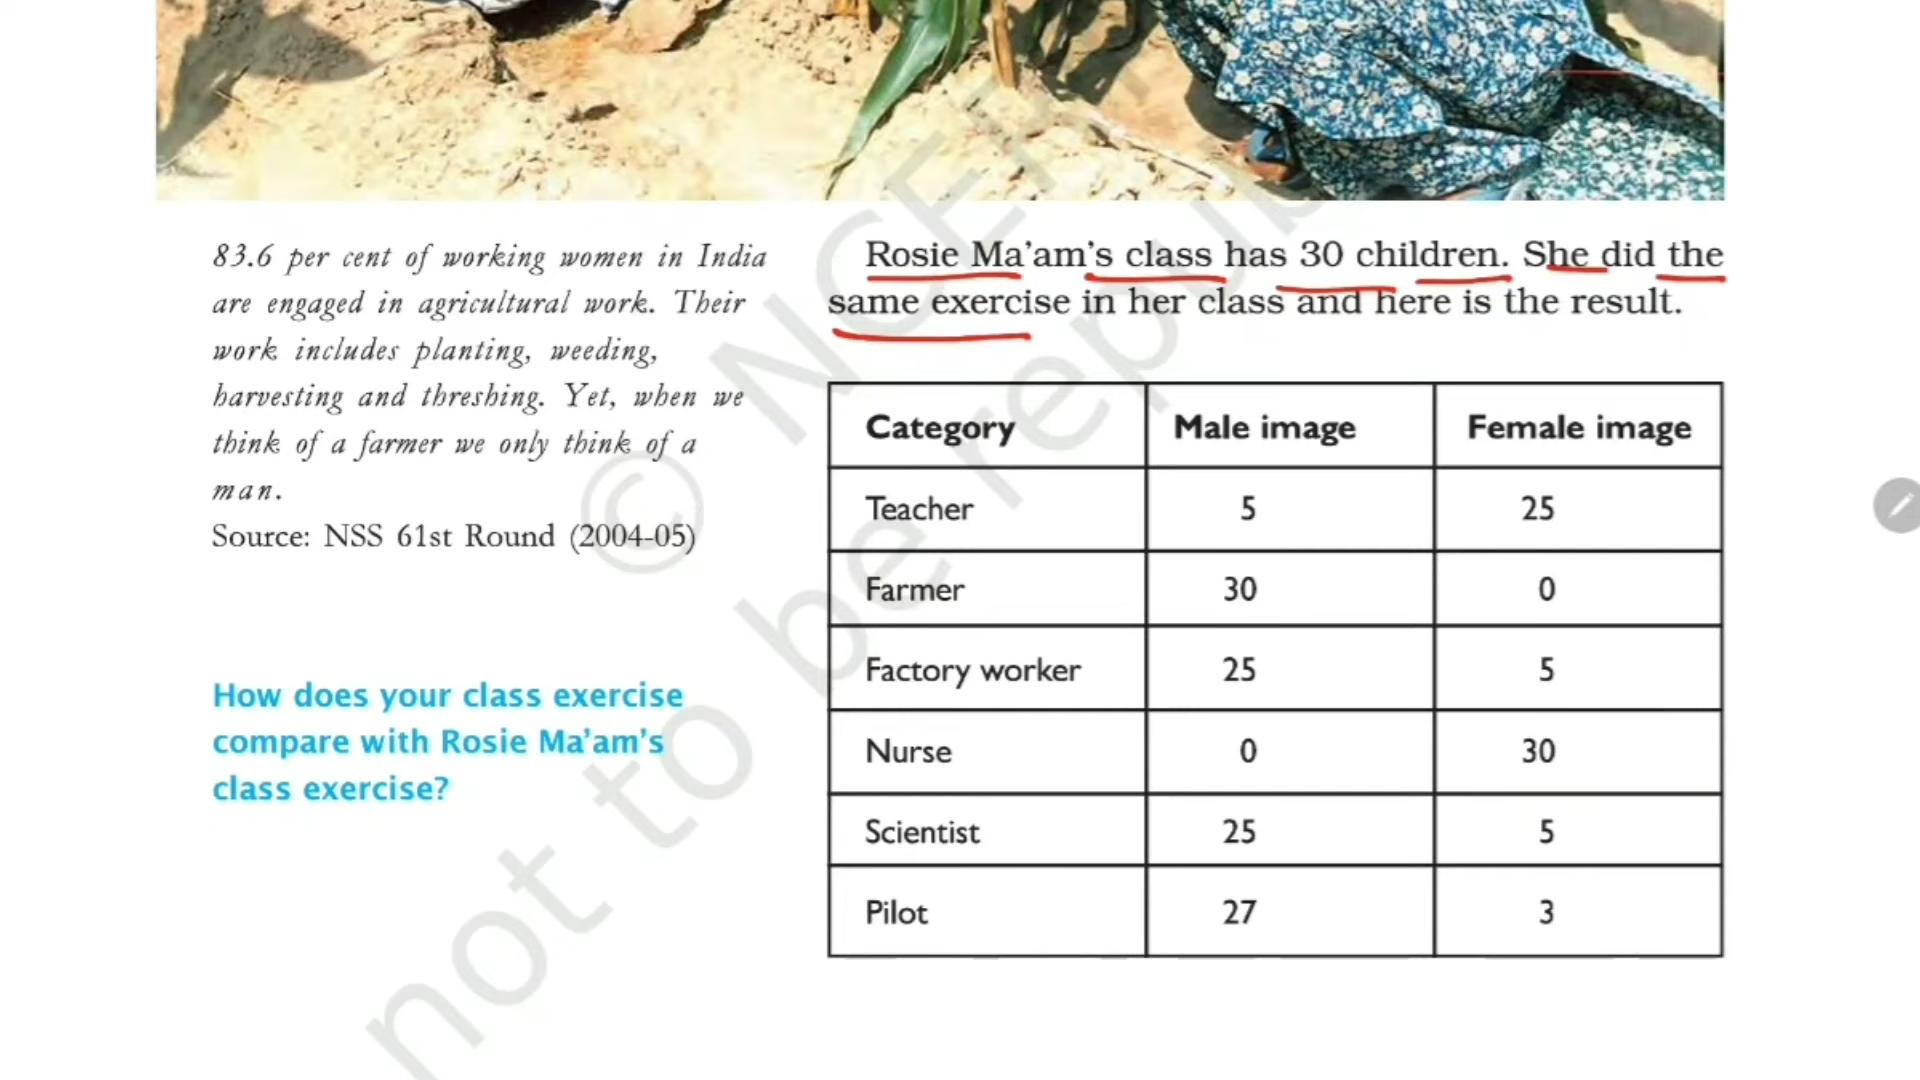 83.6 per cent of working women in India
are engaged in agricultural work. Their
work includes planting, weeding,
harvesting and threshing. Yet, when we
think of a farmer we only think of a
man.
Source: NSS 61st Round (2004-05)
How does your class exercise
compare with Rosie Ma’am’s
class exercise?
Rosie Ma’am’s class has 30 children. She did the
same exercise in her class and here is the result.
Category Male image Female image
Teacher 5 25
Farmer 30 0
Factory worker 25 5
Nurse 0 30
Scientist 25 5
Pilot 27 3
not to be repub